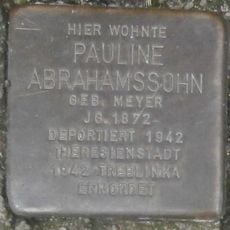 HIER WOHNTE
PAULINE
ABRAHAMSSOHN
GEB. MEYER
JG. 1872
DEPORTIERT 1942
THERESIENSTADT
1942 TREBLINKA
ERMORDET